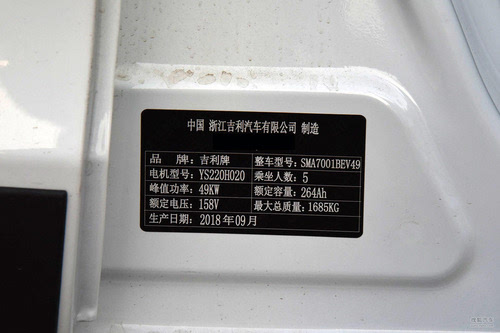 中国 浙江吉利汽车有限公司 制造
品 牌：吉利牌 整车型号：SMA7001BEV49
电机型号：YS220H020 乘坐人数：5
峰值功率：49KW 额定容量：264Ah
额定电压：158V 最大总质量：1685KG
生产日期：2018年09月